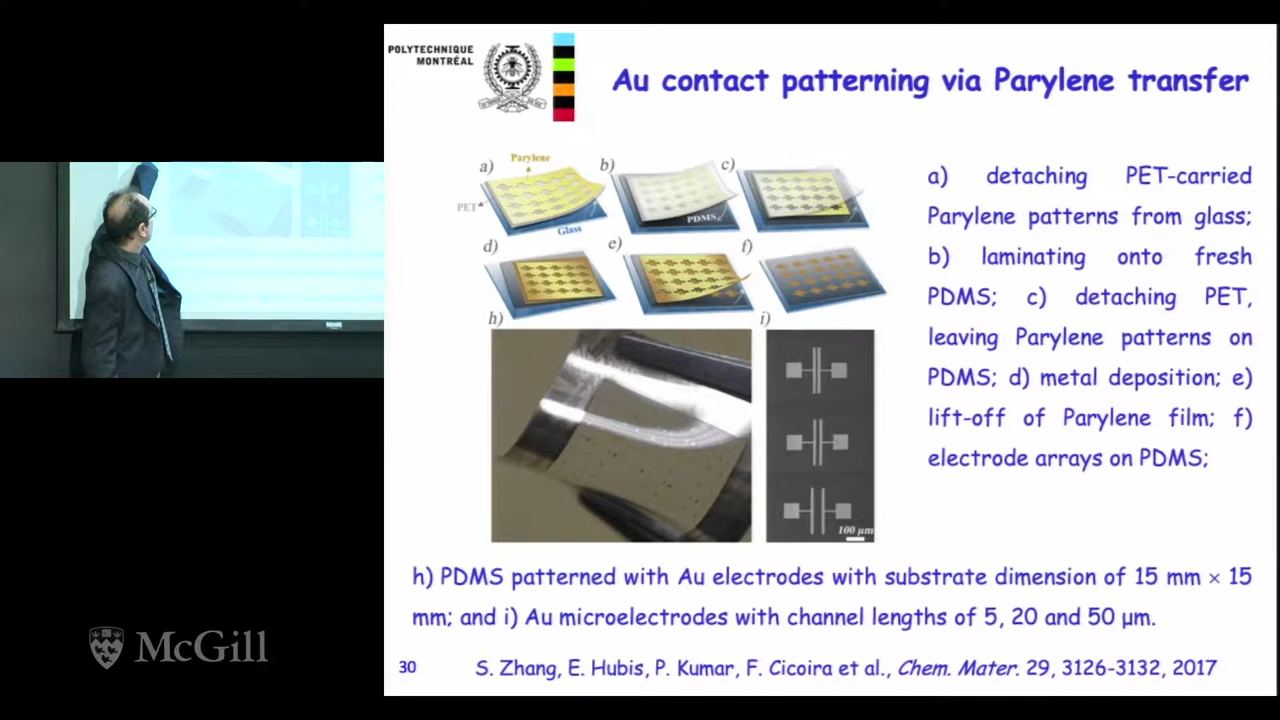 POLYTECHNIQUE
MONTRÉAL
Au contact patterning via Parylene transfer
a)
Parylene
b)
c)
PET
PDMS
Glass
d)
e)
f)
h)
i)
100 µm
a) detaching PET-carried
Parylene patterns from glass;
b) laminating onto fresh
PDMS; c) detaching PET,
leaving Parylene patterns on
PDMS; d) metal deposition; e)
lift-off of Parylene film; f)
electrode arrays on PDMS;
h) PDMS patterned with Au electrodes with substrate dimension of 15 mm × 15
mm; and i) Au microelectrodes with channel lengths of 5, 20 and 50 µm.
30
S. Zhang, E. Hubis, P. Kumar, F. Cicoira et al., Chem. Mater. 29, 3126-3132, 2017
McGill